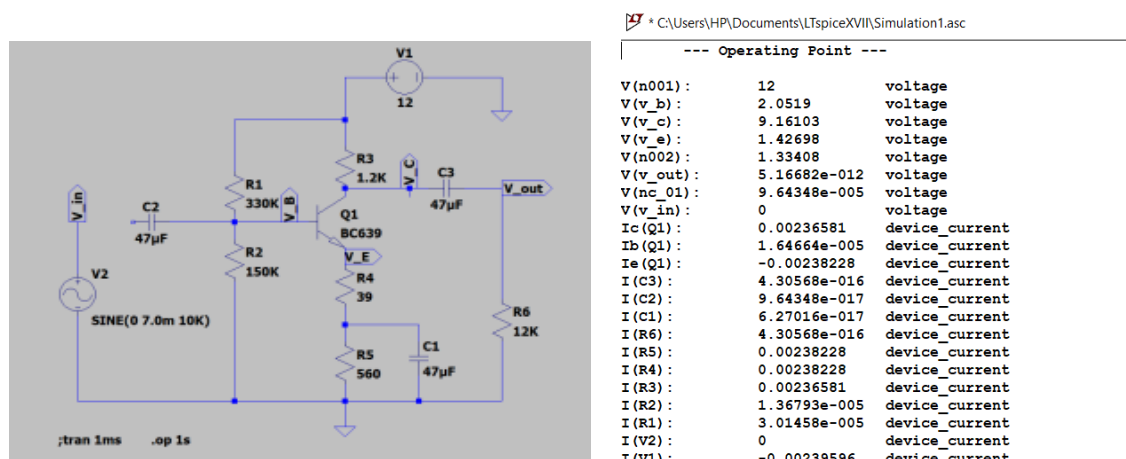 * C:\Users\HP\Documents\LTspiceXVII\Simulation1.asc
--- Operating Point ---
V(n001): 12 voltage
V(v_b): 2.0519 voltage
V(v_c): 9.16103 voltage
V(v_e): 1.42698 voltage
V(n002): 1.33408 voltage
V(v_out): 5.16682e-012 voltage
V(nc_01): 9.64348e-005 voltage
V(v_in): 0 voltage
Ic(Q1): 0.00236581 device_current
Ib(Q1): 1.64664e-005 device_current
Ie(Q1): -0.00238228 device_current
I(C3): 4.30568e-016 device_current
I(C2): 9.64348e-017 device_current
I(C1): 6.27016e-017 device_current
I(R6): 4.30568e-016 device_current
I(R5): 0.00238228 device_current
I(R4): 0.00238228 device_current
I(R3): 0.00236581 device_current
I(R2): 1.36793e-005 device_current
I(R1): 3.01458e-005 device_current
I(V2): 0 device_current
I(V1): -0.00239596 device_current
V1
12
R3
1.2K
V_C
C3
47µF
V_out
R1
330K
V_B
V_in
C2
47µF
Q1
BC639
V_E
R2
150K
V2
SINE(0 7.0m 10K)
R4
39
R6
12K
R5
560
C1
47µF
;tran 1ms .op 1s